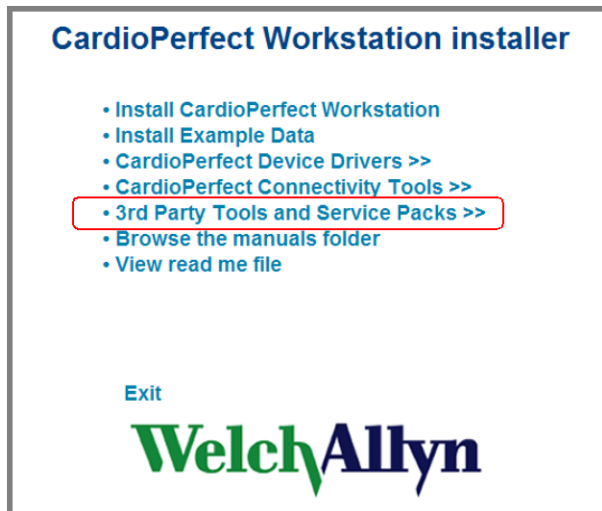 CardioPerfect Workstation installer
• Install CardioPerfect Workstation
• Install Example Data
• CardioPerfect Device Drivers >>
• CardioPerfect Connectivity Tools >>
• 3rd Party Tools and Service Packs >>
• Browse the manuals folder
• View read me file
Exit
WelchAllyn